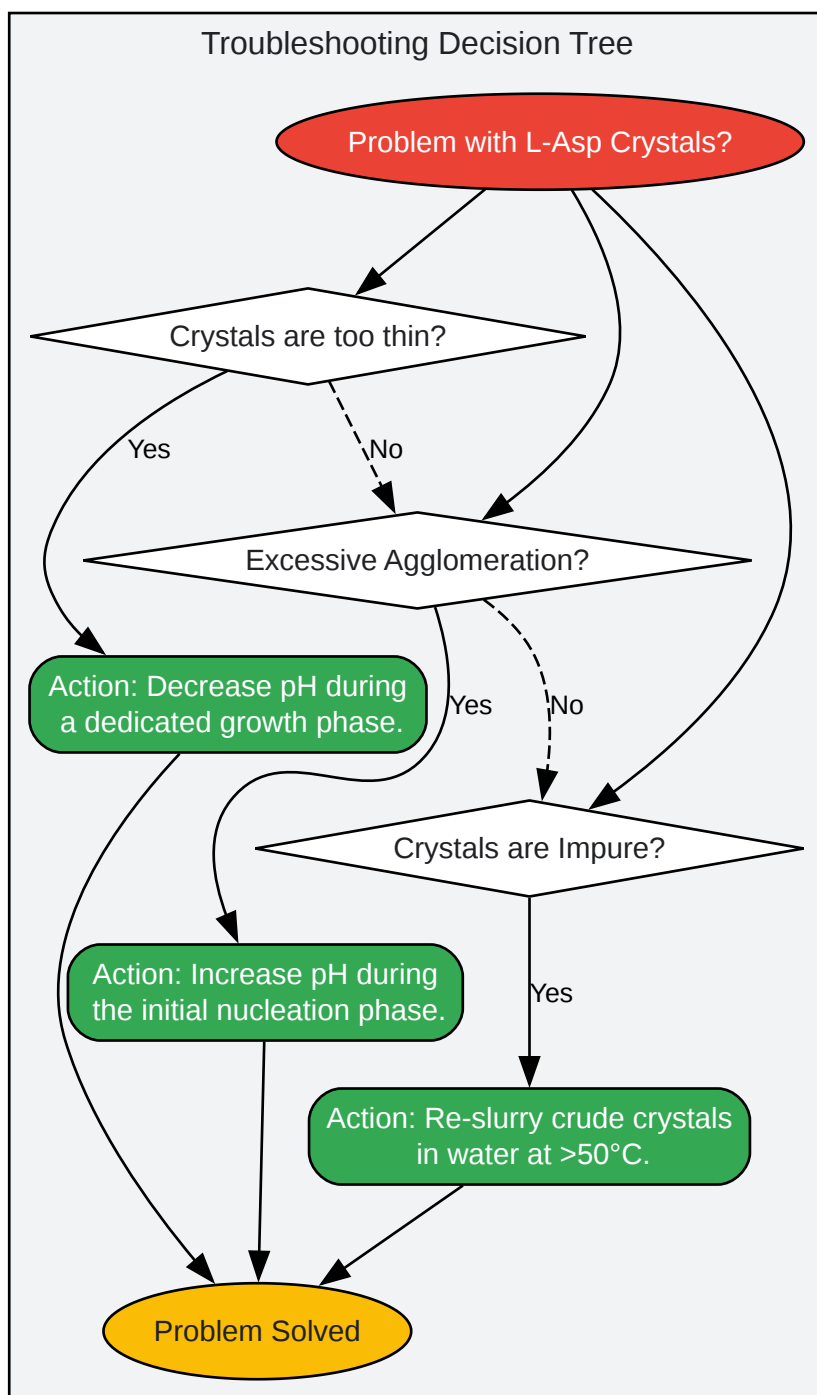 Troubleshooting Decision Tree
Problem with L-Asp Crystals?
Crystals are too thin?
Yes
No
Excessive Agglomeration?
Action: Decrease pH during
a dedicated growth phase.
Yes
No
Crystals are Impure?
Action: Increase pH during
the initial nucleation phase.
Yes
Action: Re-slurry crude crystals
in water at >50°C.
Problem Solved